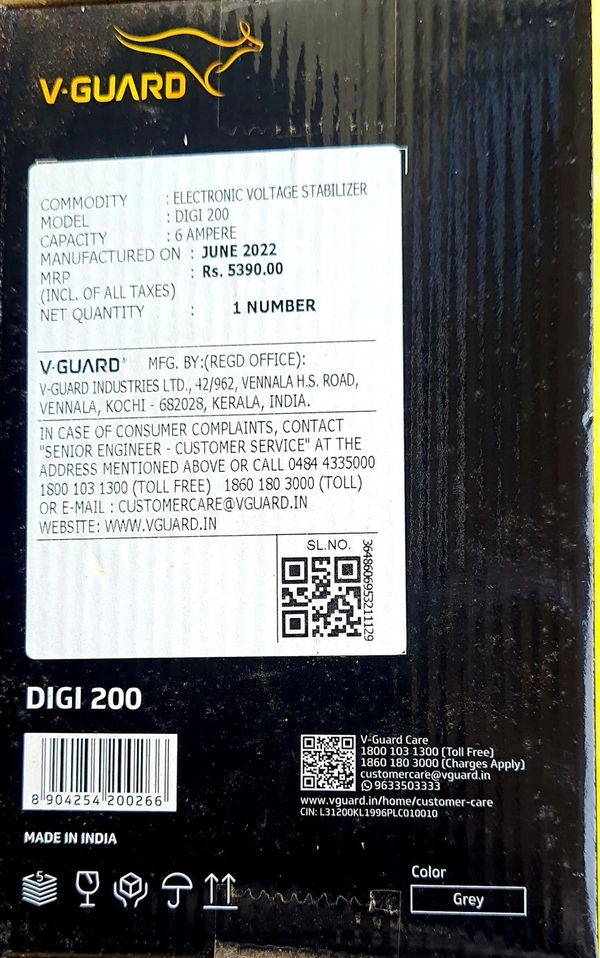 V-GUARD
COMMODITY : ELECTRONIC VOLTAGE STABILIZER
MODEL : DIGI 200
CAPACITY : 6 AMPERE
MANUFACTURED ON : JUNE 2022
MRP : Rs. 5390.00
(INCL. OF ALL TAXES)
NET QUANTITY : 1 NUMBER
V-GUARD MFG. BY:(REGD OFFICE):
V-GUARD INDUSTRIES LTD., 42/962, VENNALA H.S. ROAD,
VENNALA, KOCHI - 682028, KERALA, INDIA.
IN CASE OF CONSUMER COMPLAINTS, CONTACT
"SENIOR ENGINEER - CUSTOMER SERVICE" AT THE
ADDRESS MENTIONED ABOVE OR CALL 0484 4335000
1800 103 1300 (TOLL FREE) 1860 180 3000 (TOLL)
OR E-MAIL : CUSTOMERCARE@VGUARD.IN
WEBSITE: WWW.VGUARD.IN
SL.NO.
3648606953211129
DIGI 200
8 904254 200266
V-Guard Care
1800 103 1300 (Toll Free)
1860 180 3000 (Charges Apply)
customercare@vguard.in
9633503333
www.vguard.in/home/customer-care
CIN: L31200KL1996PLC010010
MADE IN INDIA
5
Color
Grey